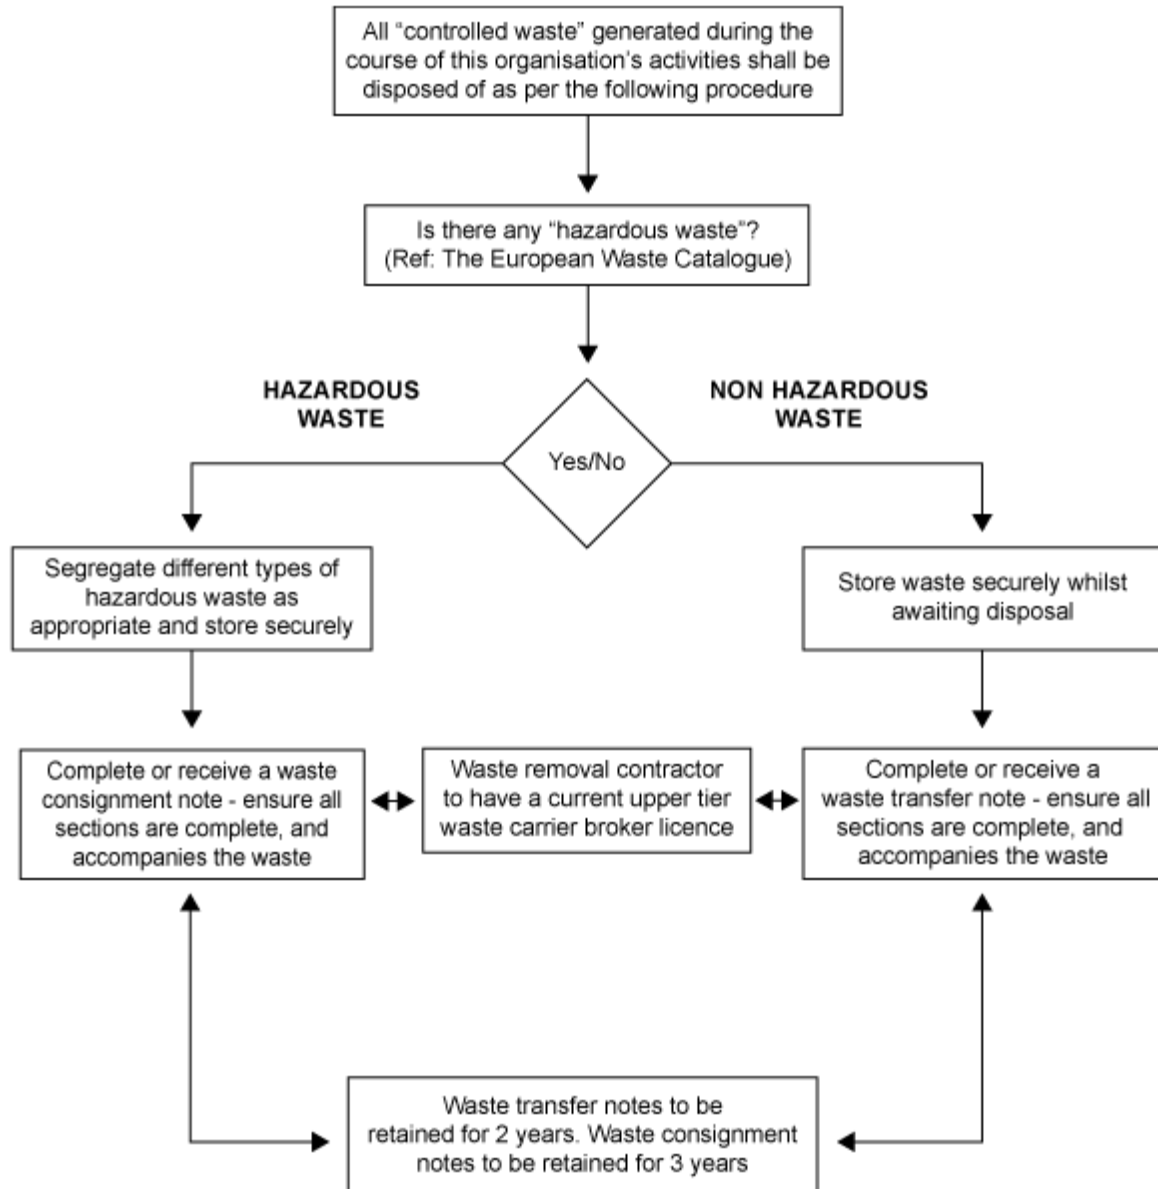 All “controlled waste” generated during the
course of this organisation’s activities shall be
disposed of as per the following procedure
Is there any “hazardous waste”?
(Ref: The European Waste Catalogue)
HAZARDOUS
WASTE
NON HAZARDOUS
WASTE
Yes/No
Segregate different types of
hazardous waste as
appropriate and store securely
Store waste securely whilst
awaiting disposal
Complete or receive a waste
consignment note - ensure all
sections are complete, and
accompanies the waste
Waste removal contractor
to have a current upper tier
waste carrier broker licence
Complete or receive a
waste transfer note - ensure all
sections are complete, and
accompanies the waste
Waste transfer notes to be
retained for 2 years. Waste consignment
notes to be retained for 3 years